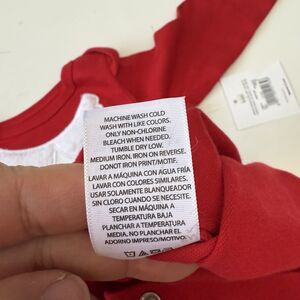 MACHINE WASH COLD
WASH WITH LIKE COLORS.
ONLY NON-CHLORINE
BLEACH WHEN NEEDED.
TUMBLE DRY LOW.
MEDIUM IRON. IRON ON REVERSE.
DONOT IRON PRINT/MOTIF.
LAVAR A MÁQUINA CON AGUA FRÍA
LAVAR CON COLORES SIMILARES.
USAR SOLAMENTE BLANQUEADOR
SIN CLORO CUANDO SE NECESARIE.
SECAR EN MÁQUINA A
TEMPERATURA BAJA
PLANCHAR A TEMPERATURA
MEDIA. NO PLANCHAR EL
ADORNO IMPRESO/MOTIVO.